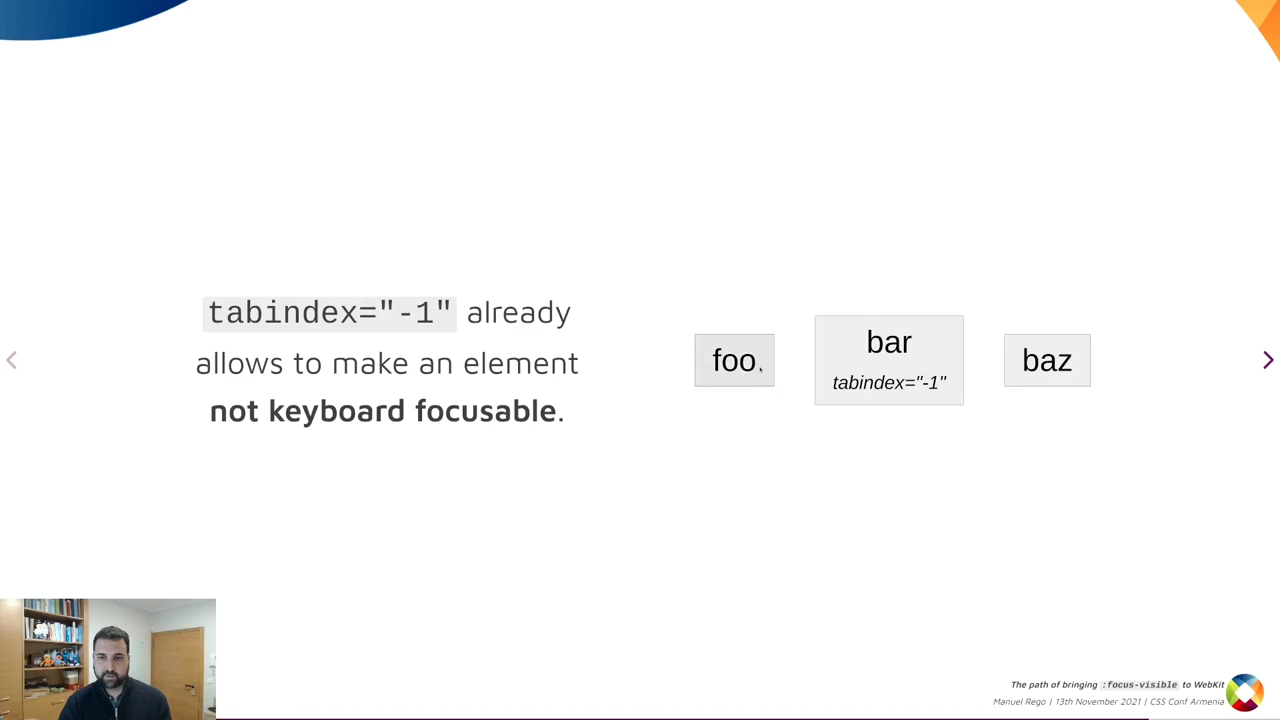 tabindex="-1" already
allows to make an element
not keyboard focusable.
foo
bar
tabindex="-1"
baz
The path of bringing :focus-visible to WebKit
Manuel Rego | 13th November 2021 | CSS Conf Armenia